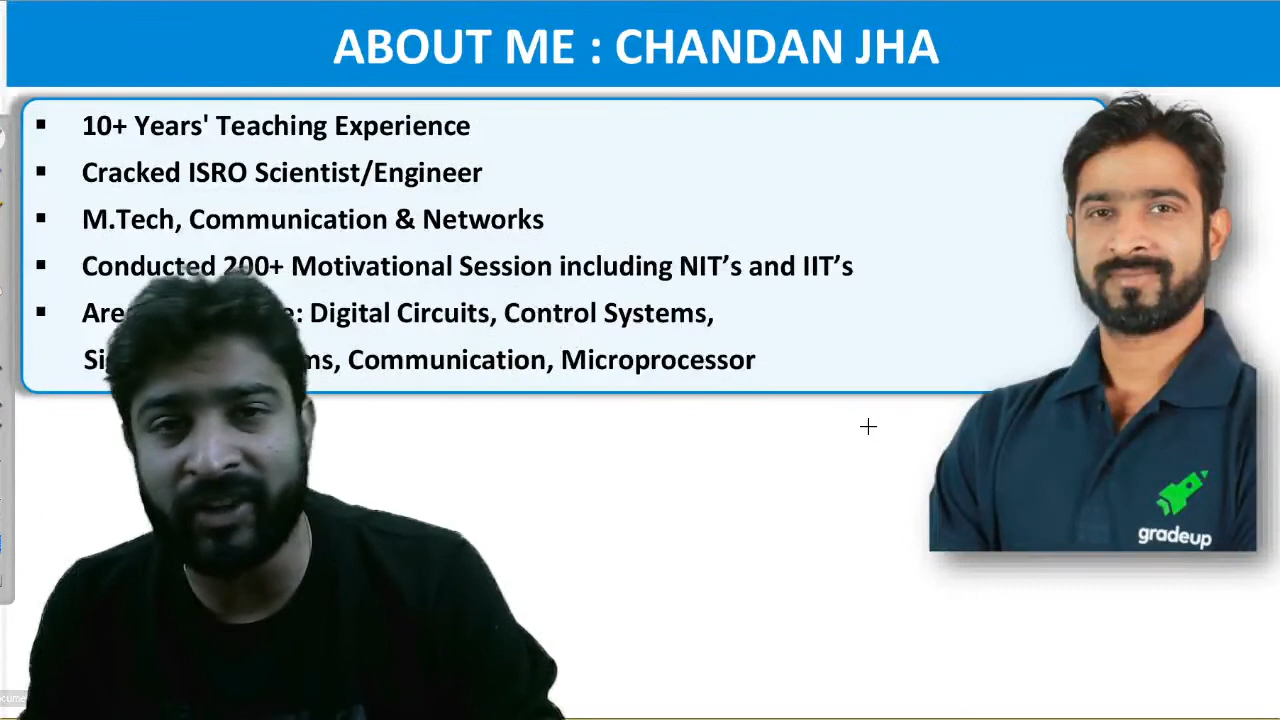 ABOUT ME : CHANDAN JHA
▪ 10+ Years' Teaching Experience
▪ Cracked ISRO Scientist/Engineer
▪ M.Tech, Communication & Networks
▪ Conducted 200+ Motivational Session including NIT’s and IIT’s
▪ Digital Circuits, Control Systems,
Communication, Microprocessor
gradeup